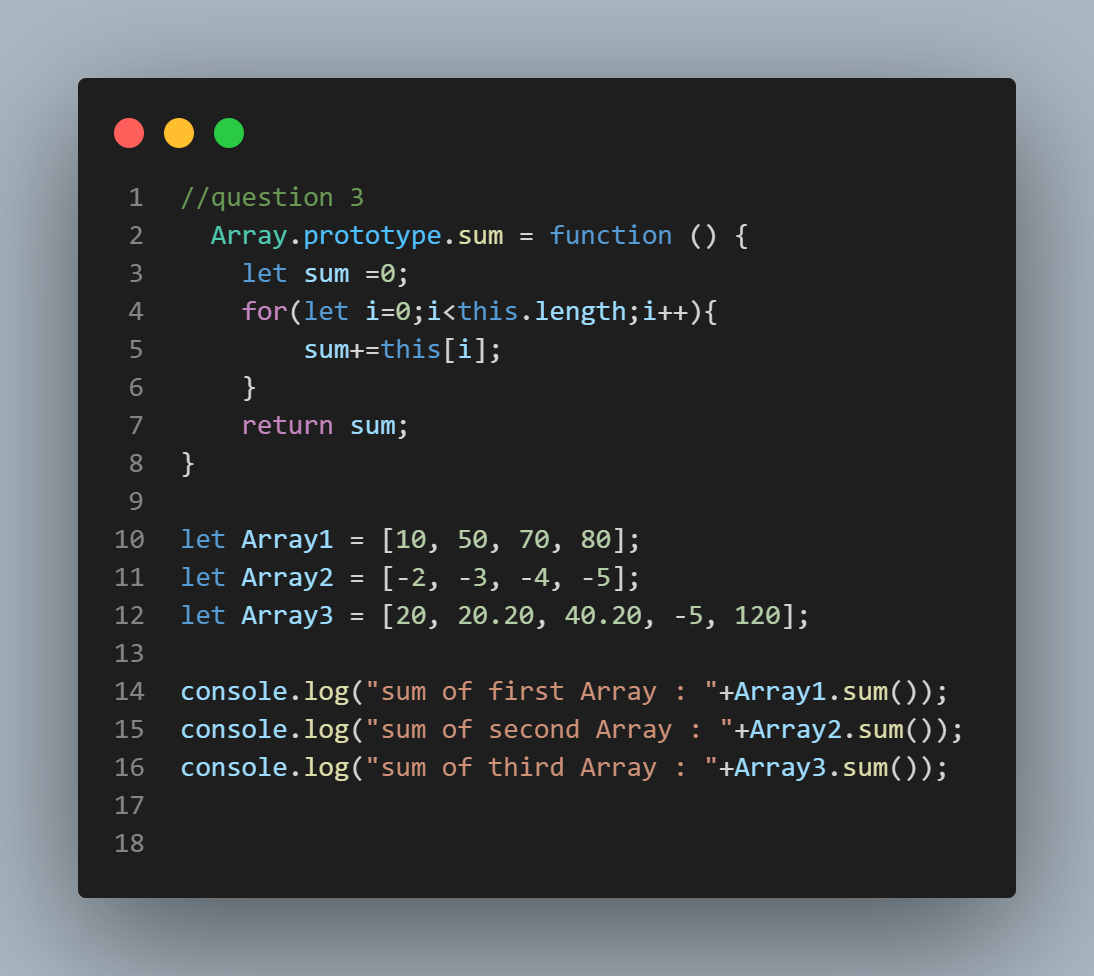 1 //question 3
2 Array.prototype.sum = function () {
3 let sum =0;
4 for(let i=0;i<this.length;i++){
5 sum+=this[i];
6 }
7 return sum;
8 }
9
10 let Array1 = [10, 50, 70, 80];
11 let Array2 = [-2, -3, -4, -5];
12 let Array3 = [20, 20.20, 40.20, -5, 120];
13
14 console.log("sum of first Array : "+Array1.sum());
15 console.log("sum of second Array : "+Array2.sum());
16 console.log("sum of third Array : "+Array3.sum());
17
18